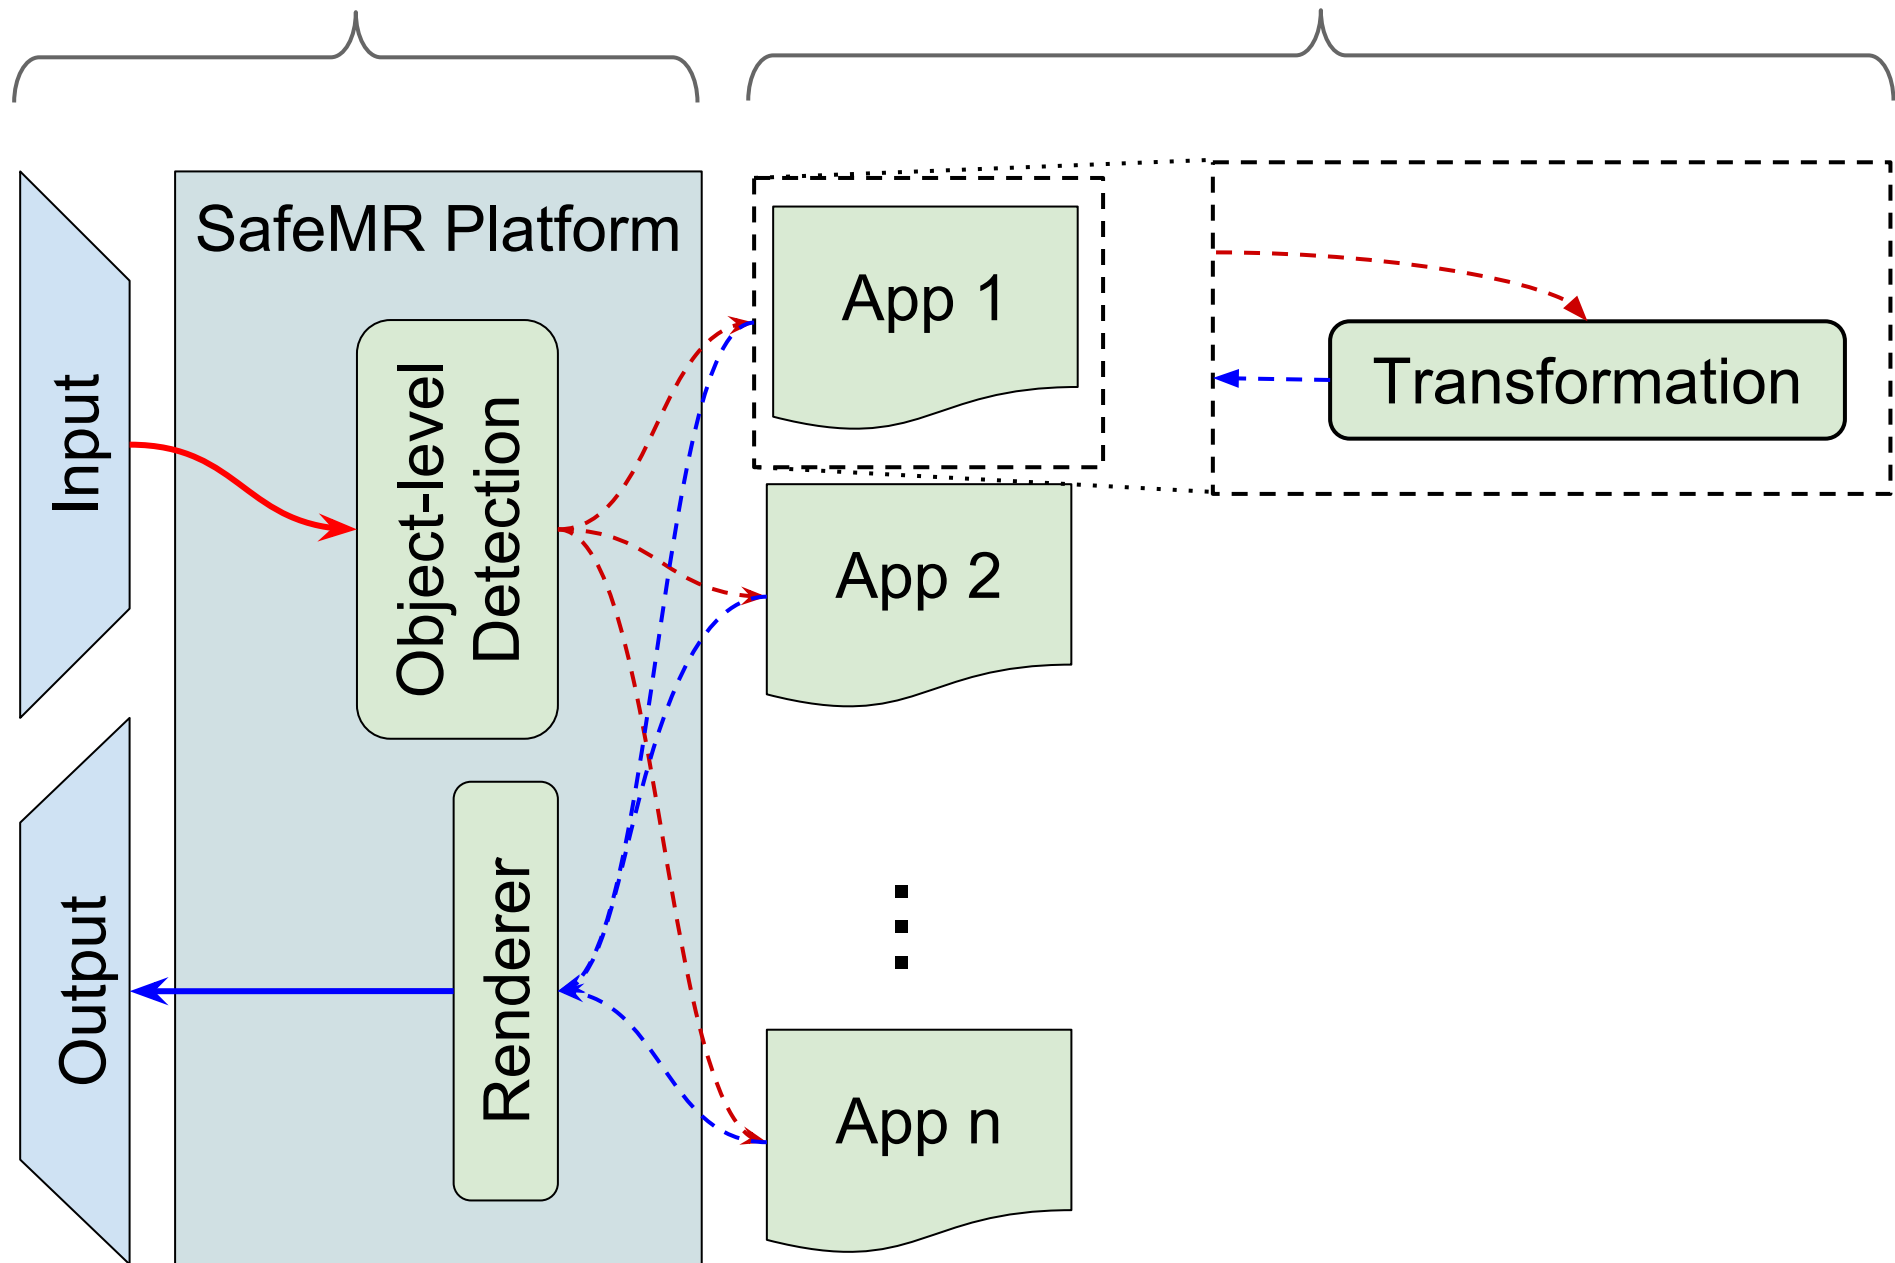 SafeMR Platform
Input
Object-level
Detection
Output
Renderer
App 1
App 2
App n
Transformation